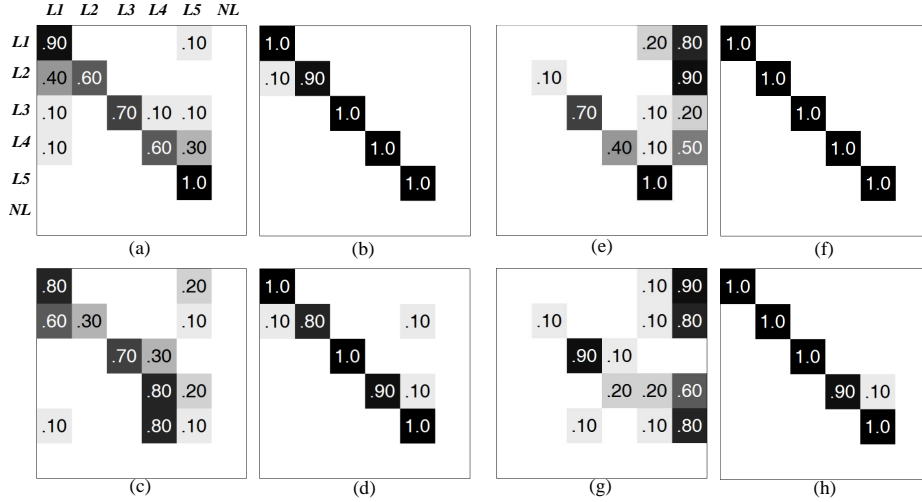 L1 L2 L3 L4 L5 NL
L1 .90 .10 1.0 .20 .80 1.0
L2 .40 .60 .10 .90 .10 .90 1.0
L3 .10 .70 .10 .10 1.0 .70 .10 .20 1.0
L4 .10 .60 .30 1.0 .40 .10 .50 1.0
L5 1.0 1.0 1.0 1.0
NL
(a) (b) (e) (f)
.80 .20 1.0 .10 .90 1.0
.60 .30 .10 .10 .80 .10 .10 .10 .80 1.0
.70 .30 1.0 .90 .10 1.0
.80 .20 .90 .10 .20 .20 .60 .90 .10
.10 .80 .10 1.0 .10 .10 .80 1.0
(c) (d) (g) (h)